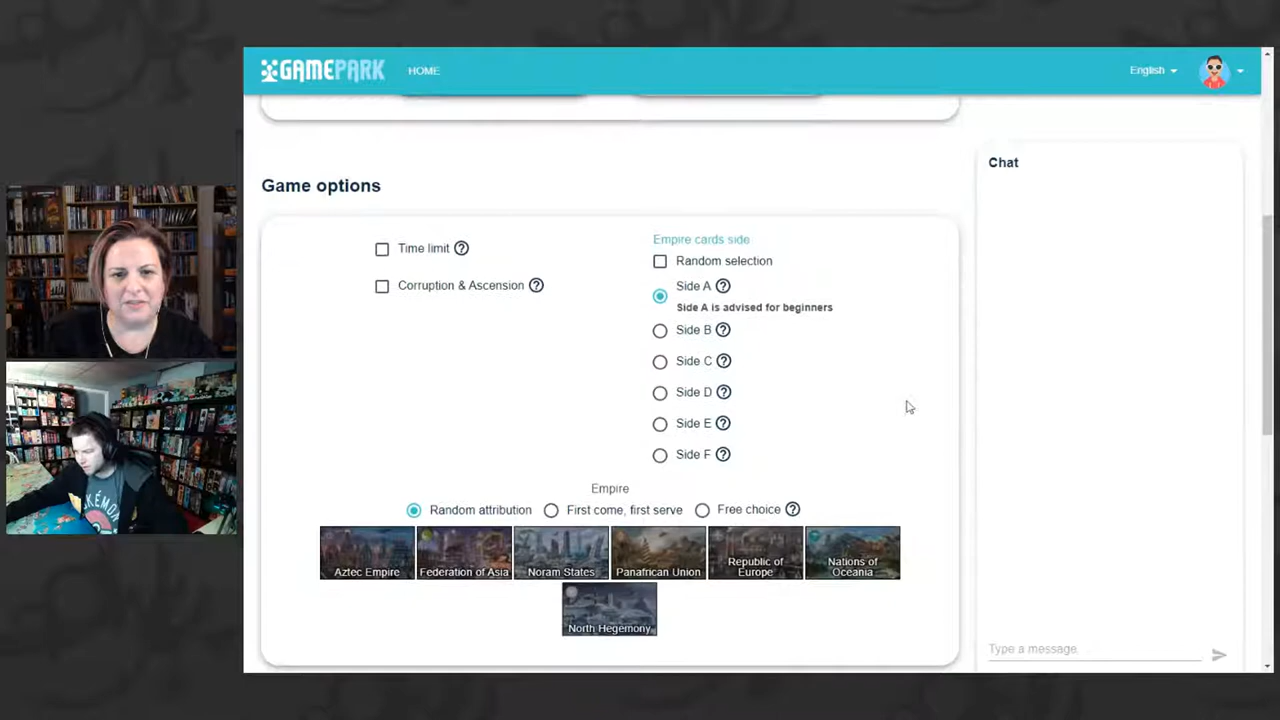 GAMEPARK
HOME
English
Game options
Time limit ?
Corruption & Ascension ?
Empire cards side
Random selection
Side A ?
Side A is advised for beginners
Side B ?
Side C ?
Side D ?
Side E ?
Side F ?
Empire
Random attribution
First come, first serve
Free choice ?
Aztec Empire
Federation of Asia
Noram States
Panafrican Union
Republic of
Europe
Nations of
Oceania
North Hegemony
Chat
Type a message.
POKÉMON